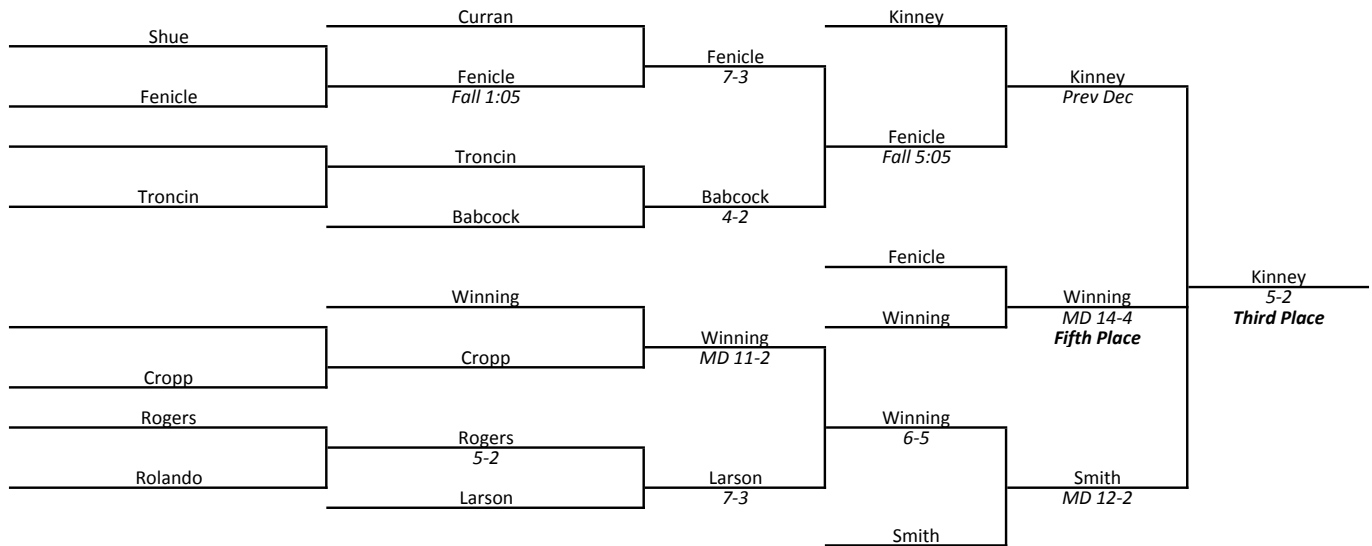 Curran
Kinney
Shue
Fenicle
7-3
Fenicle
Fall 1:05
Kinney
Prev Dec
Fenicle
Fenicle
Fall 5:05
Troncin
Troncin
Babcock
4-2
Babcock
Fenicle
Kinney
5-2
Third Place
Winning
Winning
MD 14-4
Fifth Place
Winning
Winning
MD 11-2
Cropp
Cropp
Rogers
Winning
6-5
Rogers
5-2
Rolando
Larson
7-3
Smith
MD 12-2
Larson
Smith